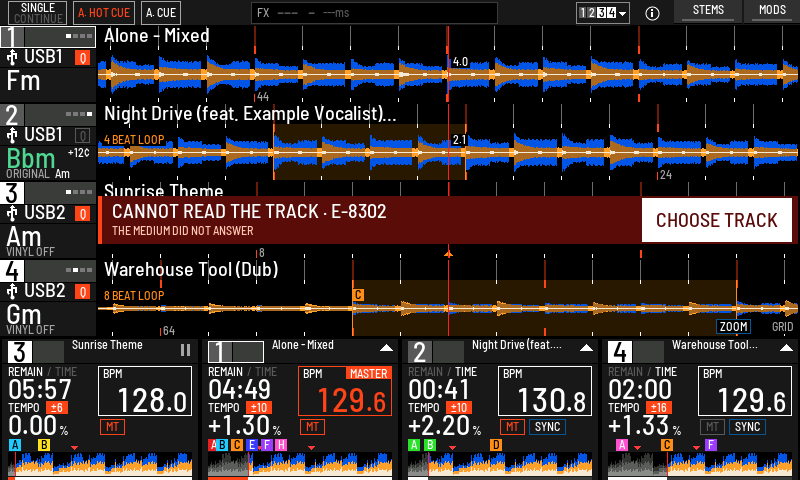 SINGLE
CONTINUE
A. HOT CUE
A. CUE
FX --- - ---ms
1 2 3 4
STEMS
MODS
1
USB1 0
Fm
Alone - Mixed
4.0
44
2
USB1 0
Bbm +12¢
ORIGINAL Am
Night Drive (feat. Example Vocalist)...
4 BEAT LOOP
2.1
24
3
USB2 0
Am
VINYL OFF
Sunrise Theme
CANNOT READ THE TRACK · E-8302
THE MEDIUM DID NOT ANSWER
CHOOSE TRACK
8
4
USB2 0
Gm
VINYL OFF
Warehouse Tool (Dub)
8 BEAT LOOP
C
64
ZOOM
GRID
3
Sunrise Theme
REMAIN / TIME
05:57
TEMPO ±6
0.00 %
BPM
128.0
MT
A B
1
Alone - Mixed
REMAIN / TIME
04:49
TEMPO ±10
+1.30 %
BPM MASTER
129.6
MT
A B C E F H
2
Night Drive (feat....
REMAIN / TIME
00:41
TEMPO ±10
+2.20 %
BPM
130.8
MT SYNC
A B D
4
Warehouse Tool...
REMAIN / TIME
02:00
TEMPO ±16
+1.33 %
BPM
129.6
MT SYNC
A C F